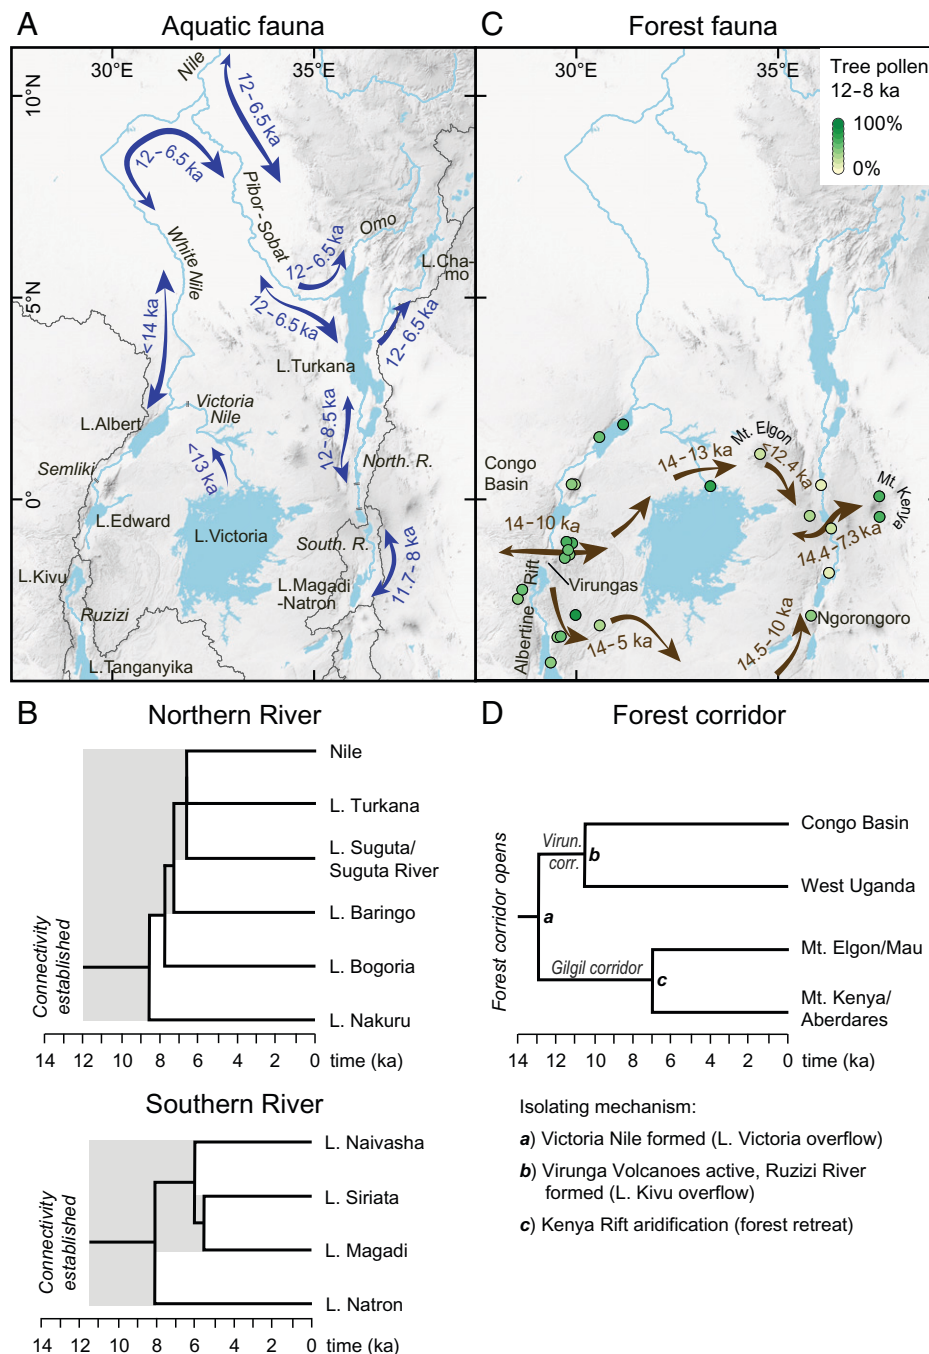 A
Aquatic fauna
30°E
35°E
10°N
5°N
0°
Nile
12–6.5 ka
12–6.5 ka
Pibor-Sobat
White Nile
Omo
12–6.5 ka
L.Cha-
mo
12–6.5 ka
12–6.5 ka
<14 ka
L.Turkana
Victoria
Nile
L.Albert
12–8.5 ka
Semliki
<13 ka
North. R.
L.Edward
L.Victoria
South. R.
11.7–8 ka
L.Kivu
L.Magadi
-Natron
Ruzizi
L.Tanganyika
C
Forest fauna
30°E
35°E
Tree pollen
12–8 ka
100%
0%
Mt. Elgon
14–13 ka
≤12.4 ka
Congo
Basin
Mt. Kenya
14–10 ka
14.4–7.3 ka
Virungas
Albertine Rift
14–5 ka
14.5–10 ka
Ngorongoro
B
Northern River
Connectivity
established
Nile
L. Turkana
L. Suguta/
Suguta River
L. Baringo
L. Bogoria
L. Nakuru
14 12 10 8 6 4 2 0 time (ka)
Southern River
Connectivity
established
L. Naivasha
L. Siriata
L. Magadi
L. Natron
14 12 10 8 6 4 2 0 time (ka)
D
Forest corridor
Forest corridor opens
Virun.
corr.
b
a
Gilgil corridor
c
Congo Basin
West Uganda
Mt. Elgon/Mau
Mt. Kenya/
Aberdares
14 12 10 8 6 4 2 0 time (ka)
Isolating mechanism:
a) Victoria Nile formed (L. Victoria overflow)
b) Virunga Volcanoes active, Ruzizi River
formed (L. Kivu overflow)
c) Kenya Rift aridification (forest retreat)